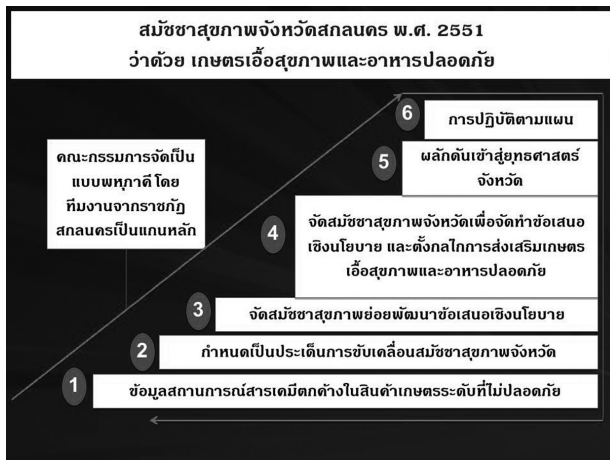 สมัชชาสุขภาพจังหวัดสกลนคร พ.ศ. 2551
ว่าด้วย เกษตรเอื้อสุขภาพและอาหารปลอดภัย
6
การปฏิบัติตามแผน
คณะกรรมการจัดเป็น
แบบพหุภาคี โดย
ทีมงานจากราชภัฏ
สกลนครเป็นแกนหลัก
5
ผลักดันเข้าสู่ยุทธศาสตร์
จังหวัด
4
จัดสมัชชาสุขภาพจังหวัดเพื่อจัดทำข้อเสนอ
เชิงนโยบาย และตั้งกลไกการส่งเสริมเกษตร
เอื้อสุขภาพและอาหารปลอดภัย
3
จัดสมัชชาสุขภาพย่อยพัฒนาข้อเสนอเชิงนโยบาย
2
กำหนดเป็นประเด็นการขับเคลื่อนสมัชชาสุขภาพจังหวัด
1
ข้อมูลสถานการณ์สารเคมีตกค้างในสินค้าเกษตรระดับที่ไม่ปลอดภัย